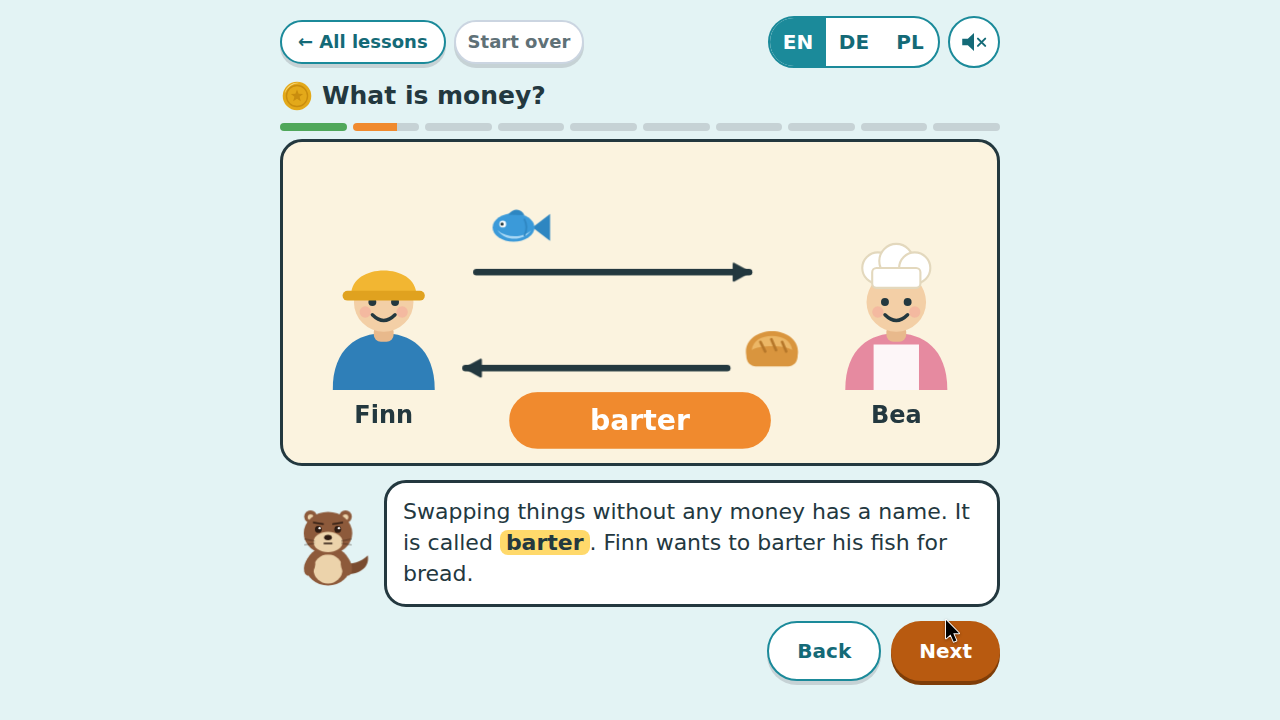 ← All lessons
Start over
EN DE PL
What is money?
Finn
barter
Bea
Swapping things without any money has a name. It
is called barter. Finn wants to barter his fish for
bread.
Back
Next